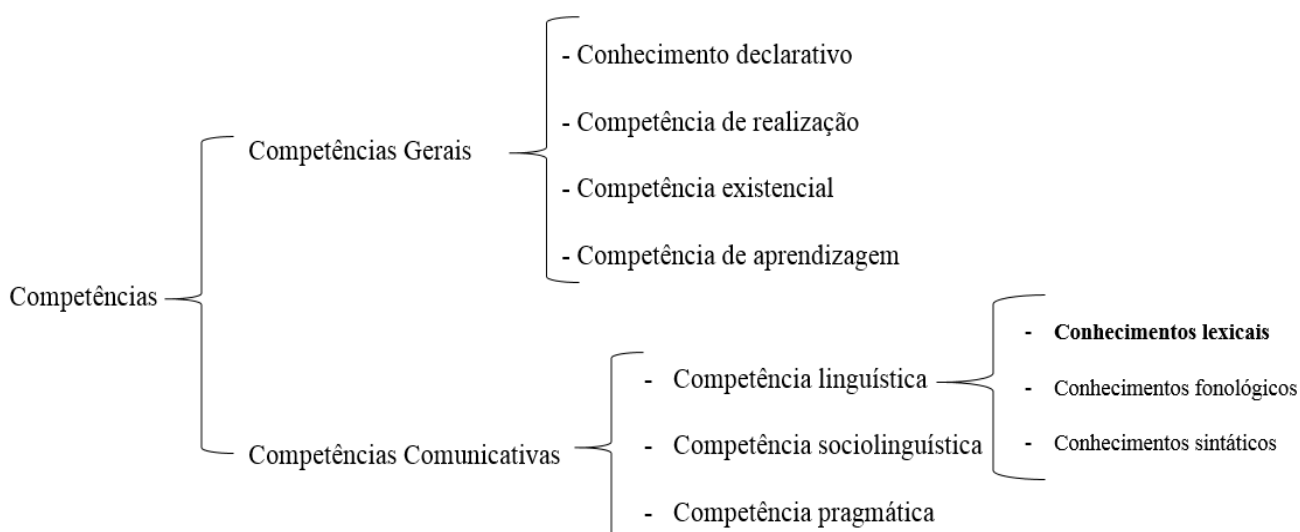 Competências
Competências Gerais
- Conhecimento declarativo
- Competência de realização
- Competência existencial
- Competência de aprendizagem
Competências Comunicativas
- Competência linguística
- Competência sociolinguística
- Competência pragmática
- Conhecimentos lexicais
- Conhecimentos fonológicos
- Conhecimentos sintáticos